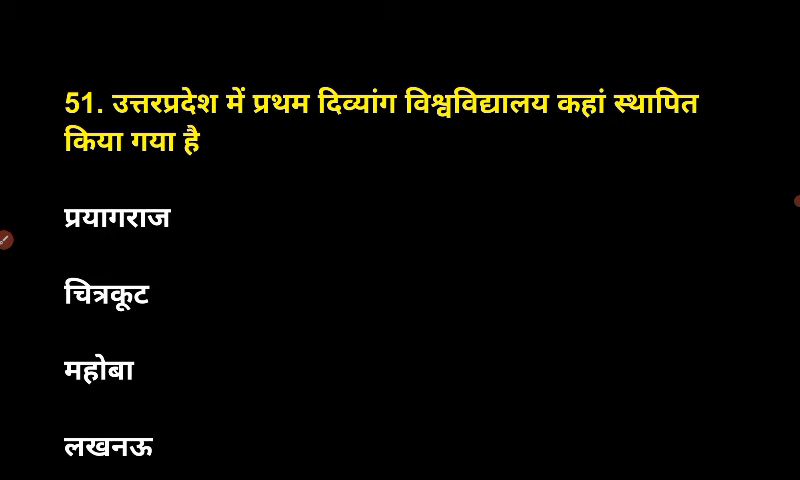 51. उत्तरप्रदेश में प्रथम दिव्यांग विश्वविद्यालय कहां स्थापित
किया गया है
प्रयागराज
चित्रकूट
महोबा
लखनऊ